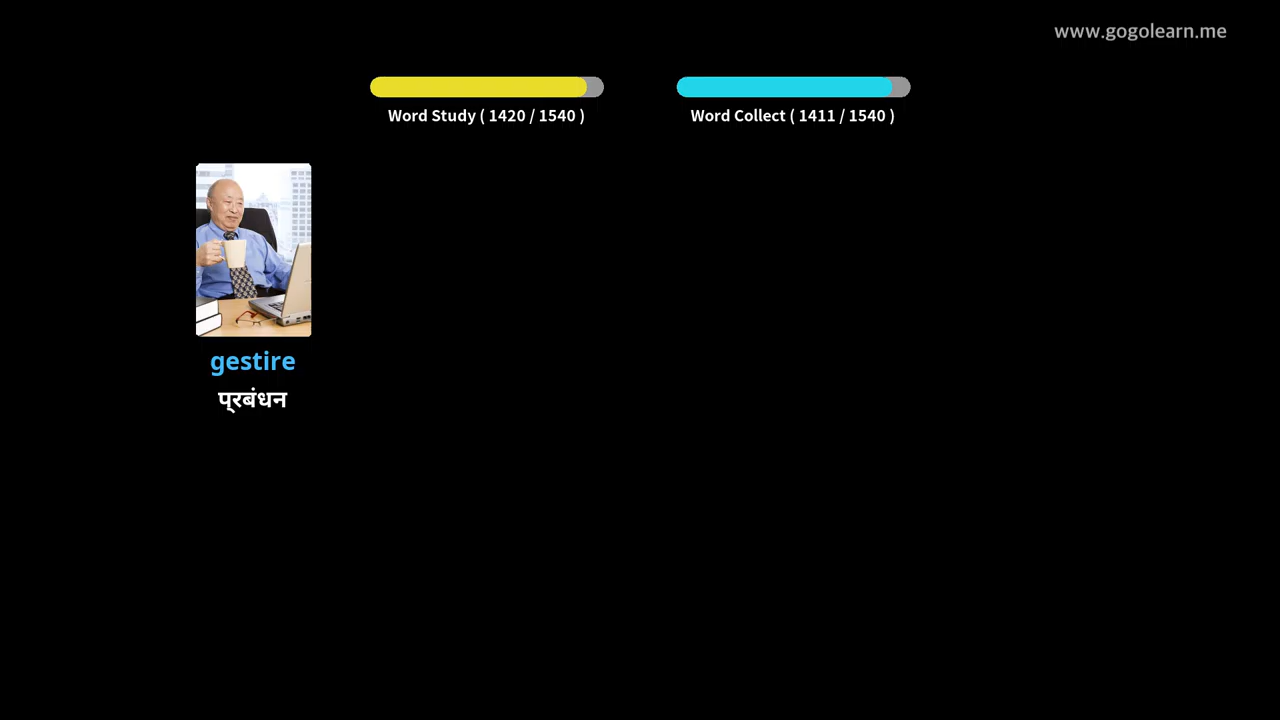 www.gogolearn.me
Word Study ( 1420 / 1540 )
Word Collect ( 1411 / 1540 )
gestire
प्रबंधन